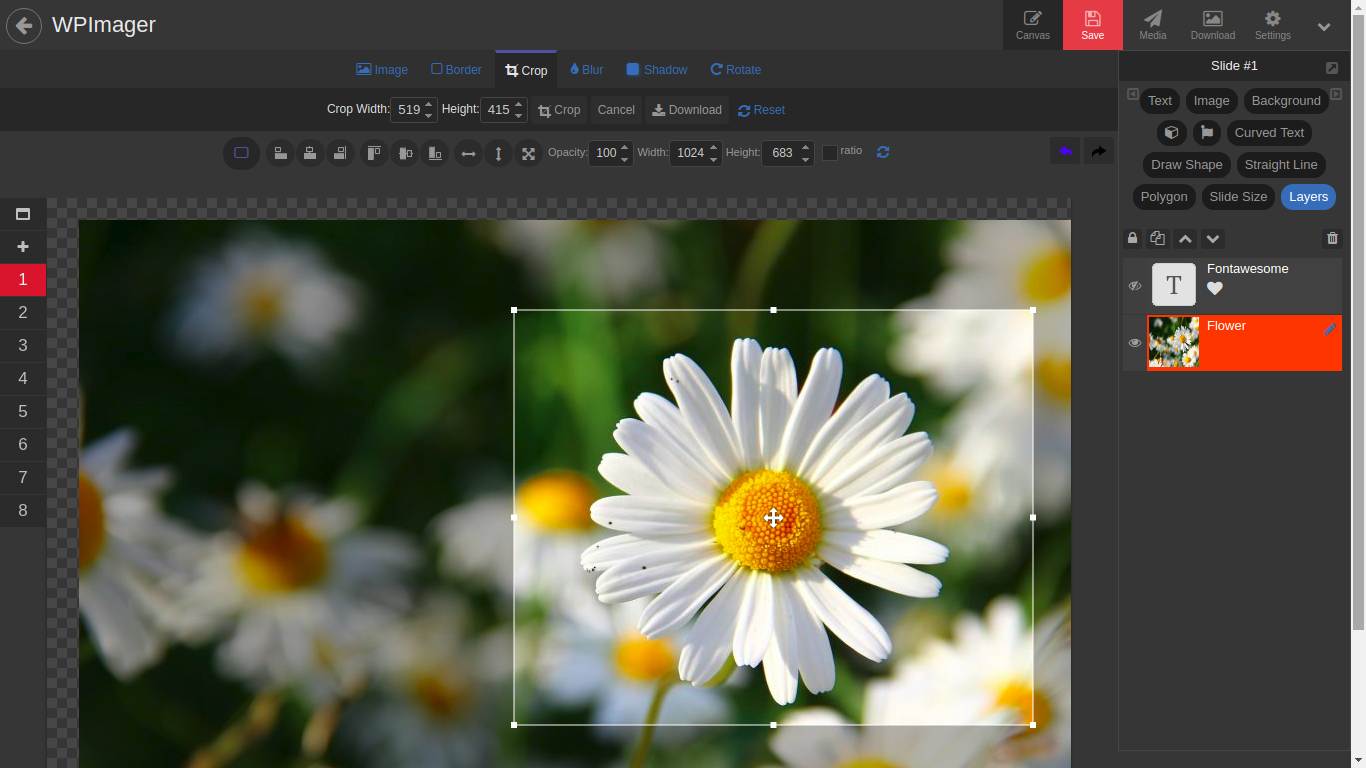 WPImager
Canvas
Save
Media
Download
Settings
Image
Border
Crop
Blur
Shadow
Rotate
Slide #1
Crop Width: 519 Height: 415 Crop Cancel Download Reset
Text Image Background
Curved Text
Opacity: 100 Width: 1024 Height: 683 ratio
Draw Shape Straight Line
Polygon Slide Size Layers
1
2
3
4
5
6
7
8
T Fontawesome
Flower